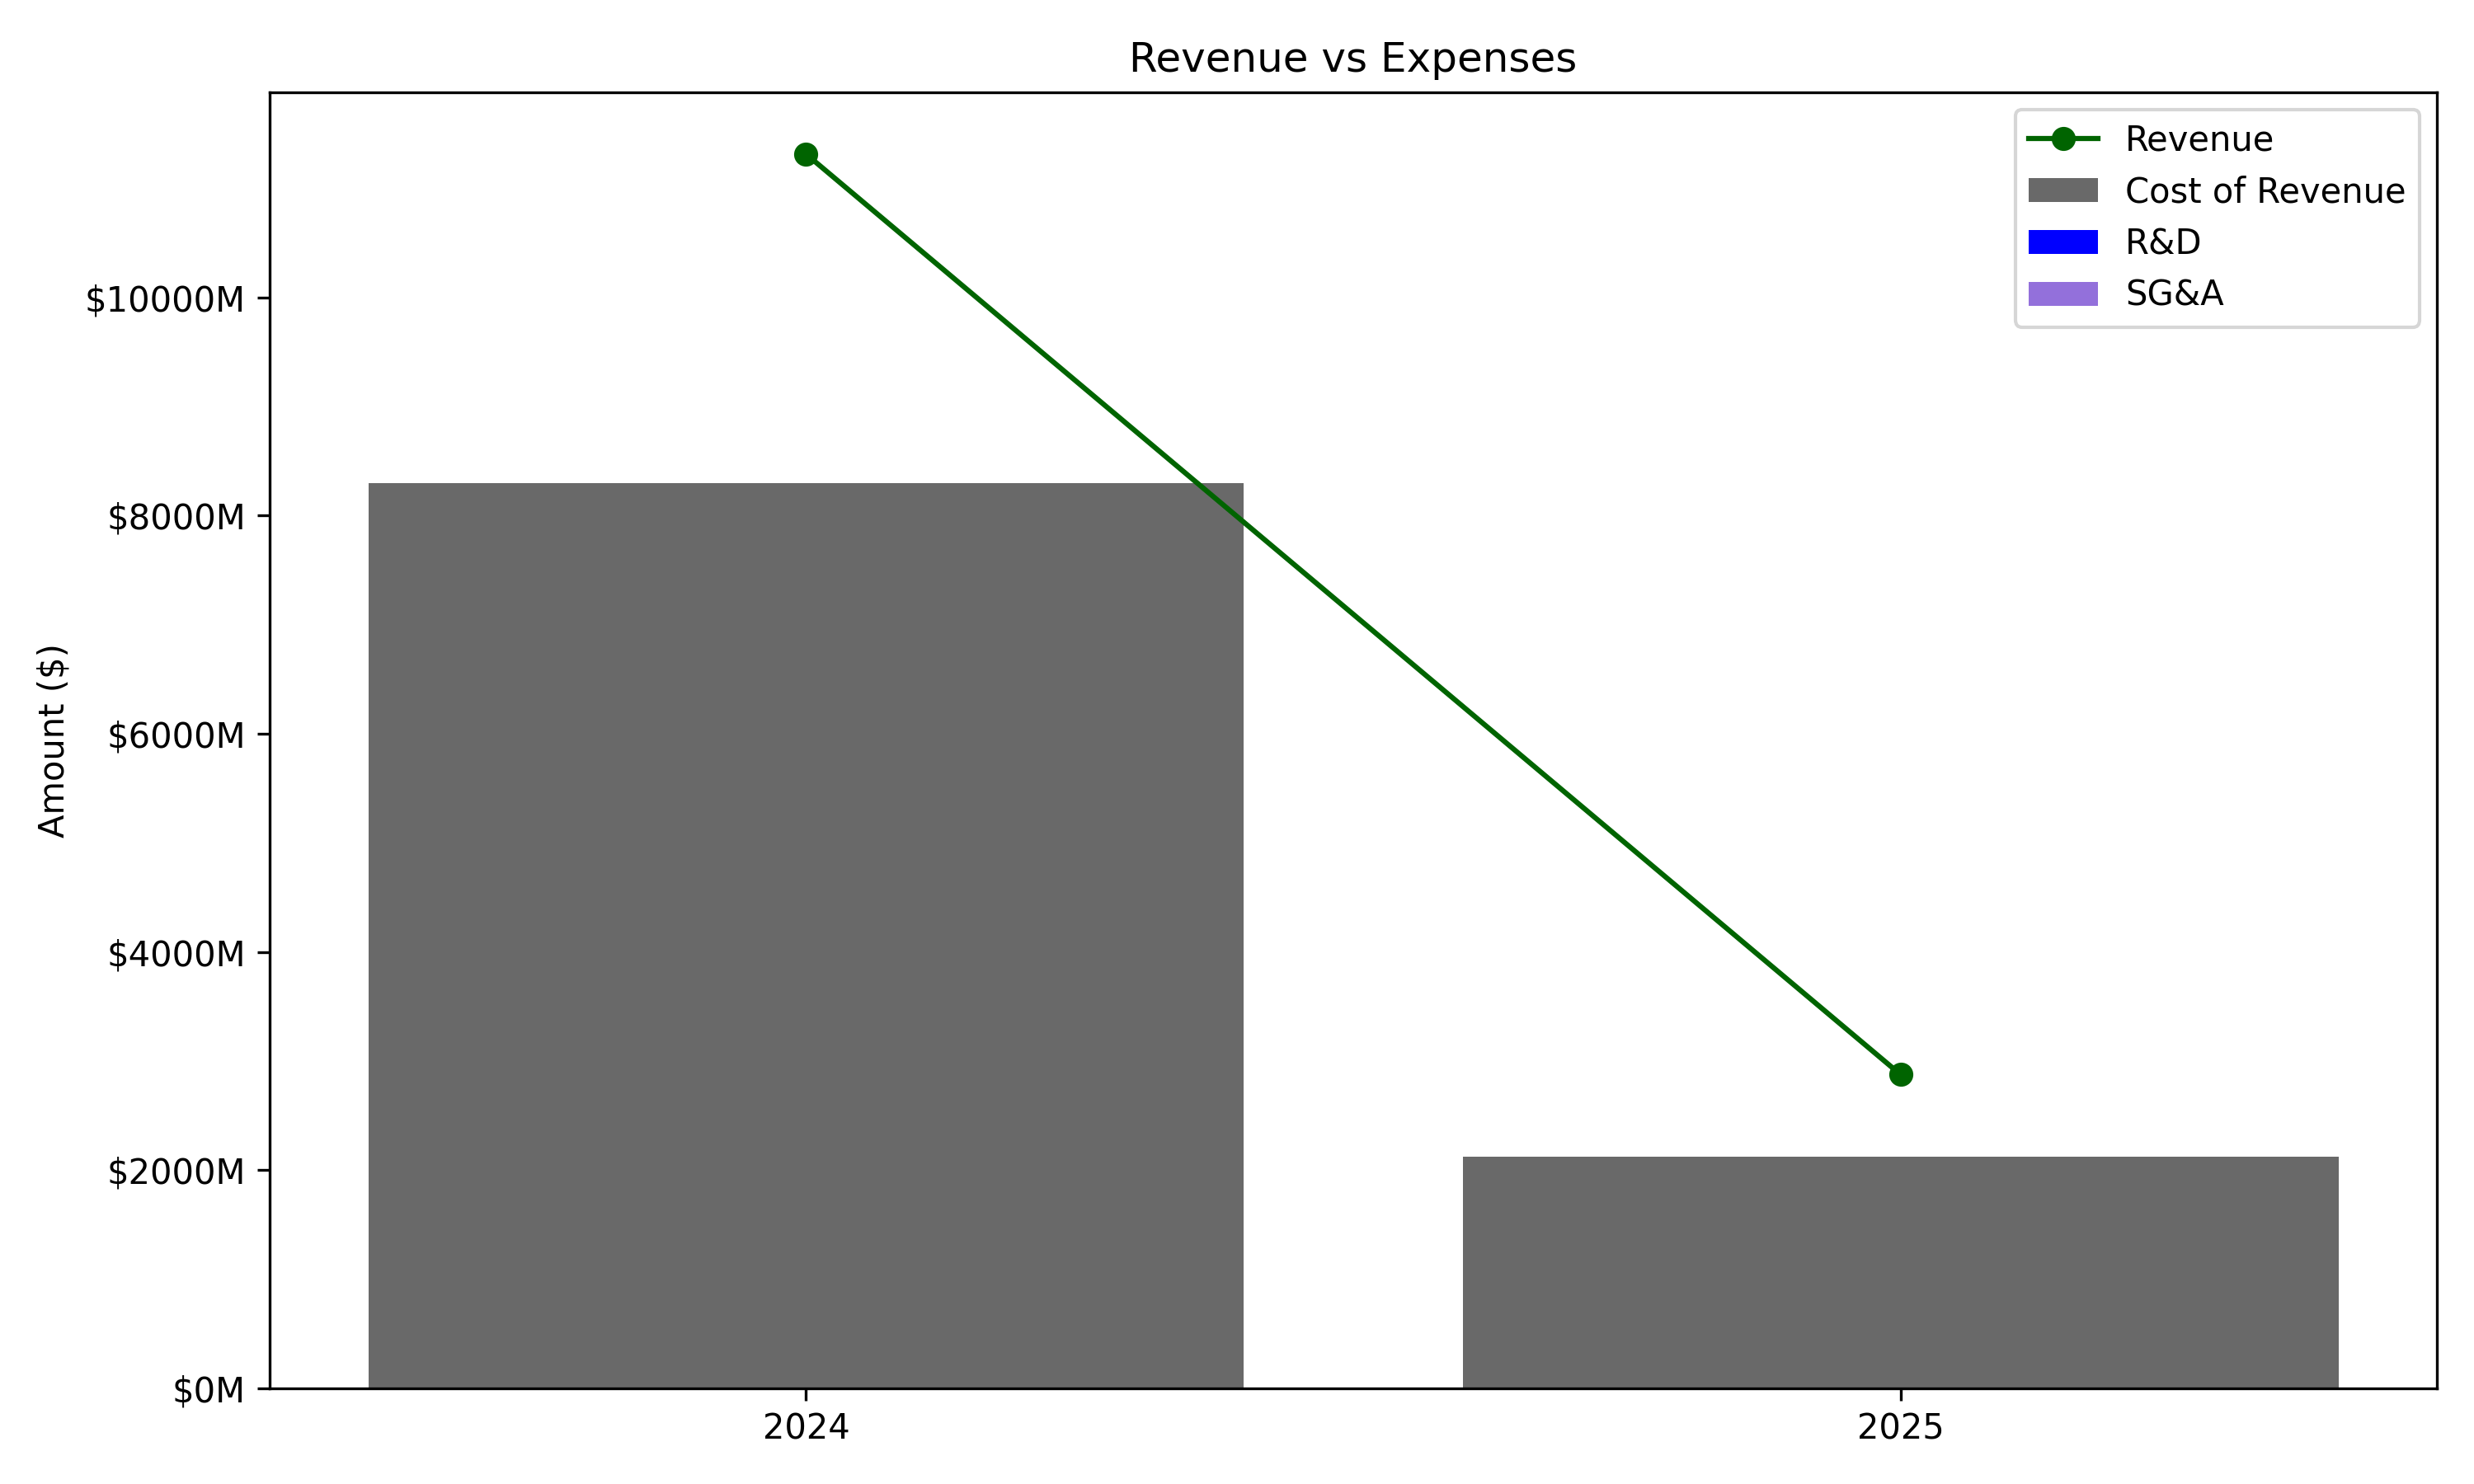 Revenue vs Expenses
Revenue
Cost of Revenue
R&D
SG&A
Amount ($)
$10000M
$8000M
$6000M
$4000M
$2000M
$0M
2024
2025